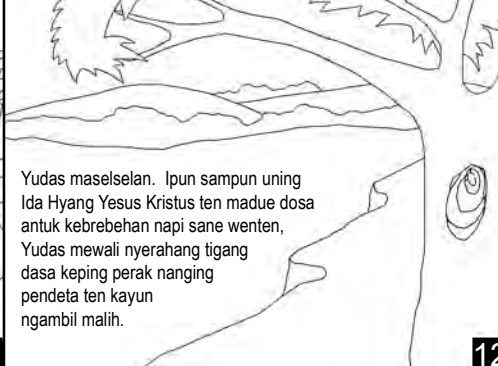 Yudas maselselan. Ipun sampun uning
Ida Hyang Yesus Kristus ten madue dosa
antuk kebrebehan napi sane wenten,
Yudas mewali nyerahang tigang
dasa keping perak nanging
pendeta ten kayun
ngambil malih.
12